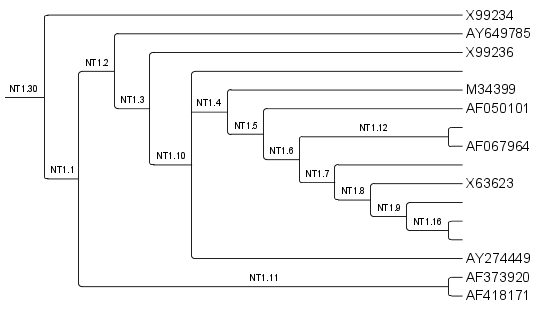 X99234
AY649785
X99236
NT1.2
NT1.30
M34399
NT1.3
NT1.4
AF050101
NT1.5
NT1.12
AF067964
NT1.6
NT1.10
NT1.1
NT1.7
X63623
NT1.8
NT1.9
NT1.16
AY274449
NT1.11
AF373920
AF418171